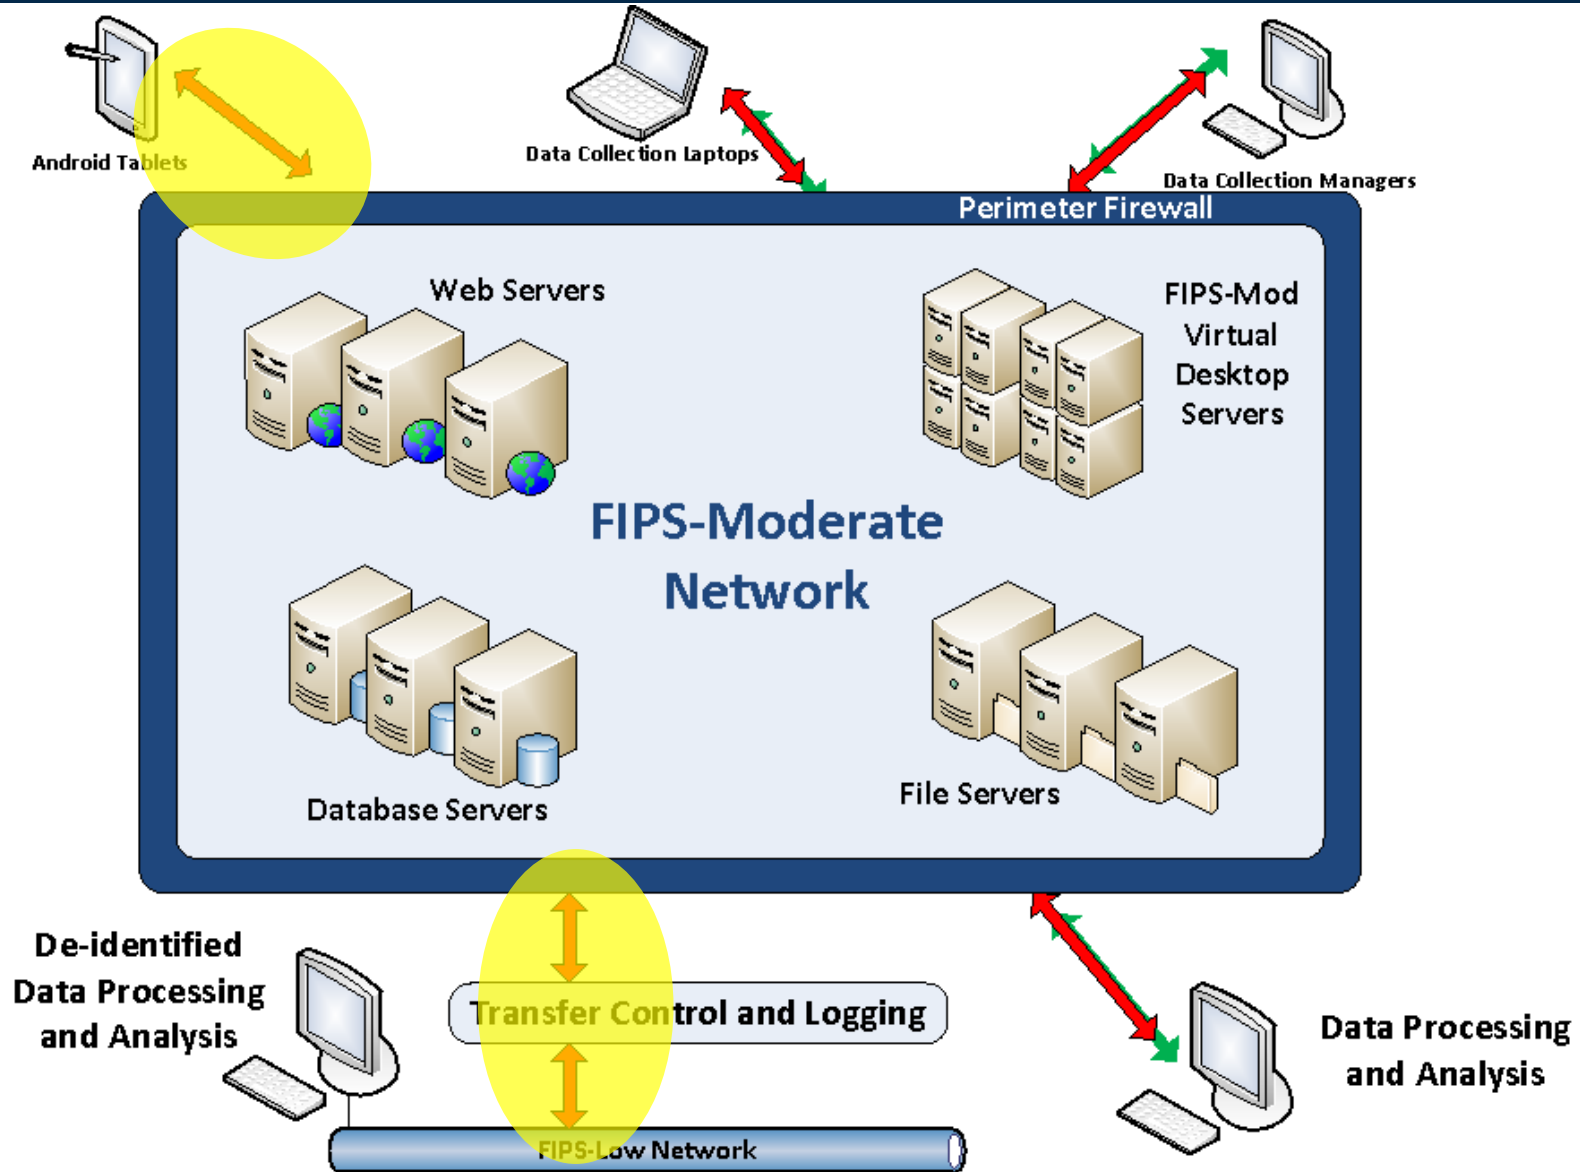 Android Tablets
Data Collection Laptops
Data Collection Managers
Perimeter Firewall
Web Servers
FIPS-Mod
Virtual
Desktop
Servers
FIPS-Moderate
Network
Database Servers
File Servers
De-identified
Data Processing
and Analysis
Transfer Control and Logging
Data Processing
and Analysis
FIPS-Low Network